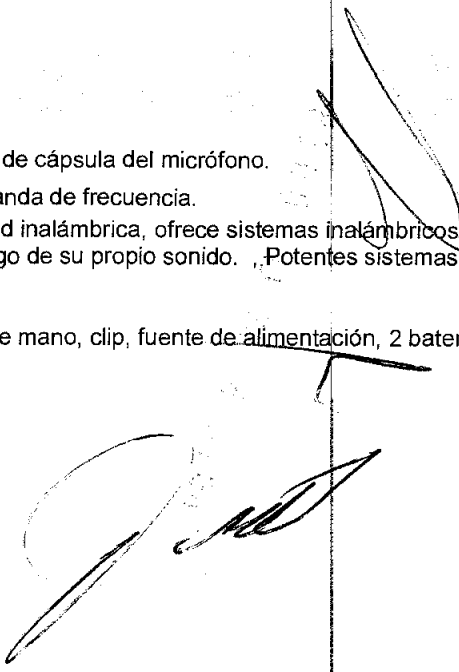 de cápsula del micrófono.
anda de frecuencia.
d inalámbrica, ofrece sistemas inalámbricos
go de su propio sonido. , Potentes sistemas
e mano, clip, fuente de alimentación, 2 bater